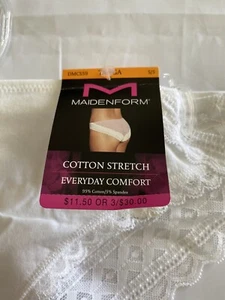 MAIDENFORM
COTTON STRETCH
EVERYDAY COMFORT
95% Cotton/5% Spandex
$11.50 OR 3/$30.00